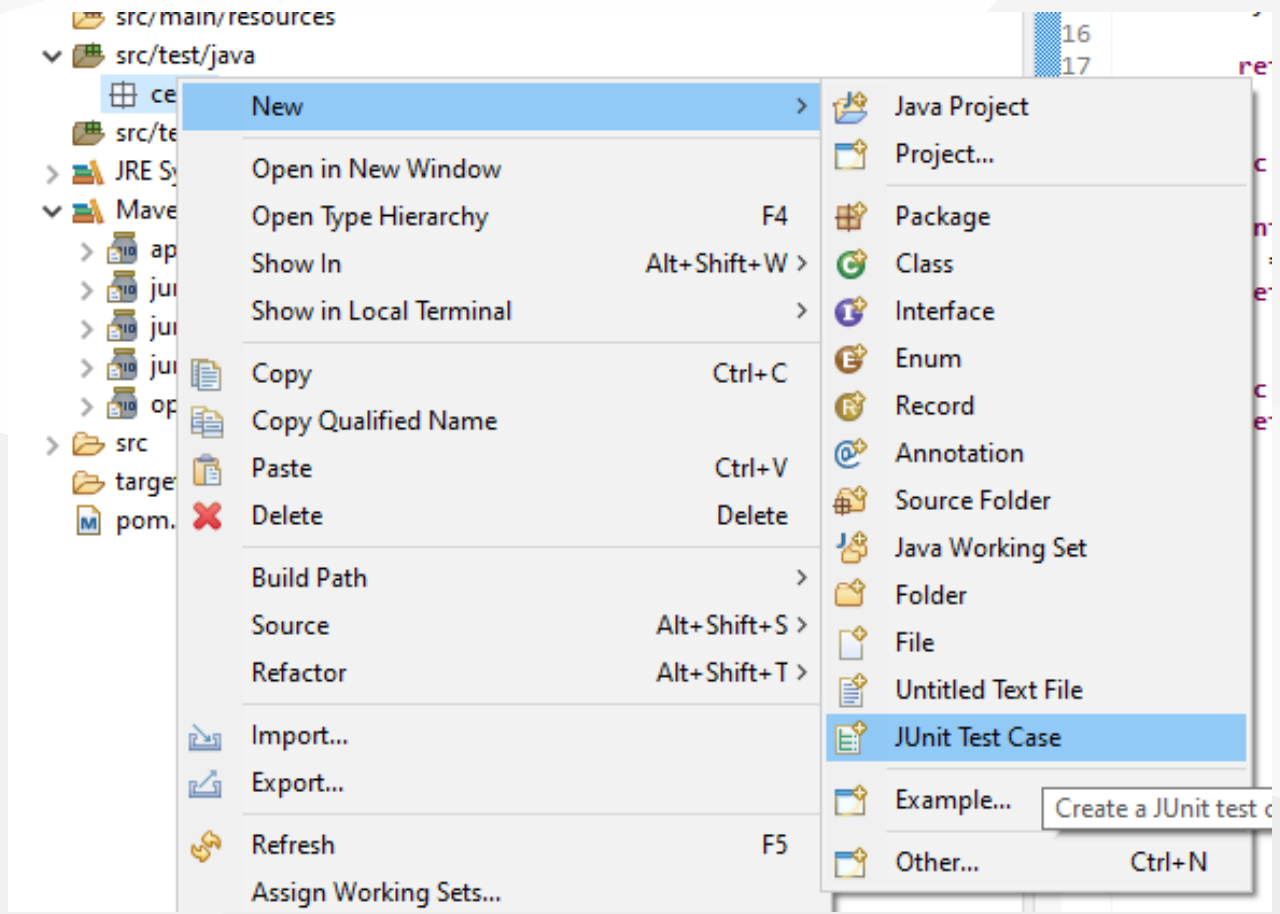 src/main/resources
src/test/java
New
JRE
pom.
src
Open in New Window
Open Type Hierarchy F4
Show In Alt+Shift+W
Show in Local Terminal
Copy Ctrl+C
Copy Qualified Name
Paste Ctrl+V
Delete Delete
Build Path
Source Alt+Shift+S
Refactor Alt+Shift+T
Import...
Export...
Refresh F5
Assign Working Sets...
Java Project
Project...
Package
Class
Interface
Enum
Record
Annotation
Source Folder
Java Working Set
Folder
File
Untitled Text File
JUnit Test Case
Example...
Create a JUnit test
Other... Ctrl+N
16
17